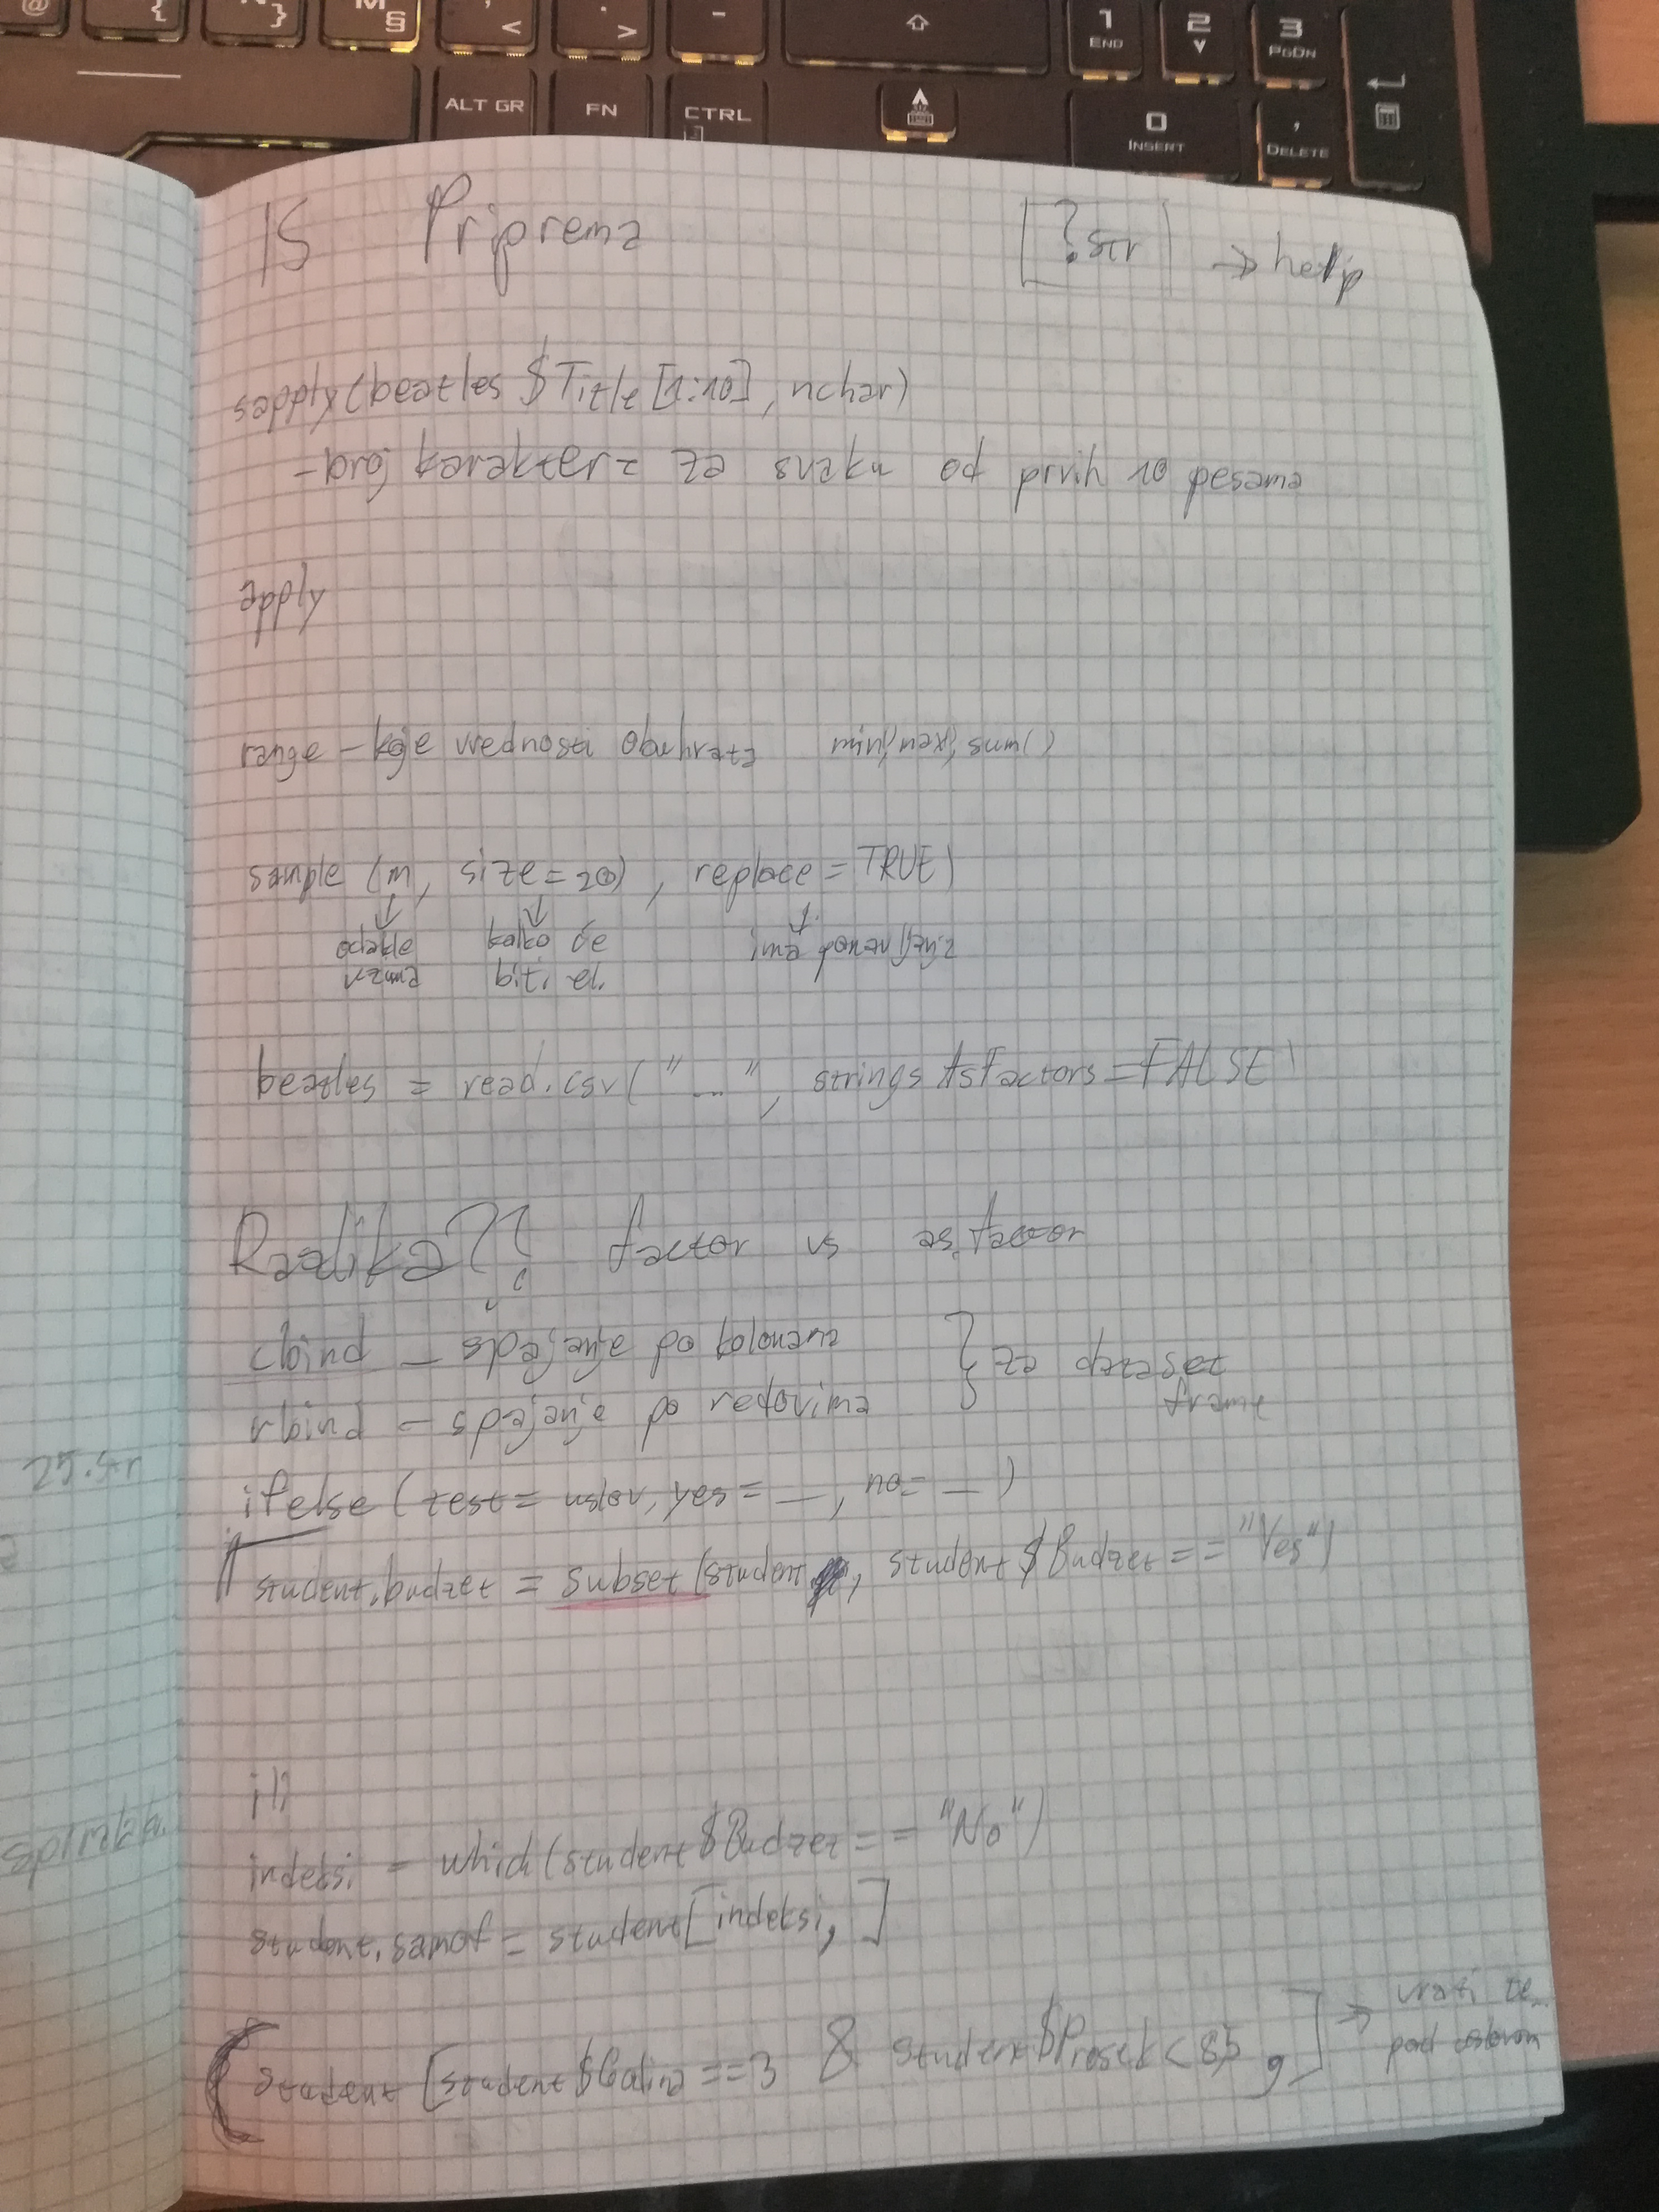 @ { } M § , < . > - ⇧ 1 END 2 3 PGDN
ALT GR FN CTRL 0 INSERT , DELETE
IS Priprema ?str → help
sapply(beatles $Title[1:10], nchar)
- broj karaktera za svaku od prvih 10 pesama
apply
range - koje vrednosti obuhvata min, max, sum()
sample (m, size = 20), replace = TRUE)
odakle kolko će ima ponavljanja
uzima biti el.
beatles = read.csv("...", strings AsFactors = FALSE)
Razlika?? factor vs as.factor
cbind - spajanje po kolonama } za dataset
rbind - spajanje po redovima frame
25.str
ifelse (test = uslov, yes = __, no = __)
student.budzet = subset (student, student $Budzet == "Yes")
ili
indeksi = which(student $Budzet == "No")
student.samof = student[indeksi, ]
(student [student $Godina == 3 & student $Prosek < 8.5 , ] → vrati
pod uslovom